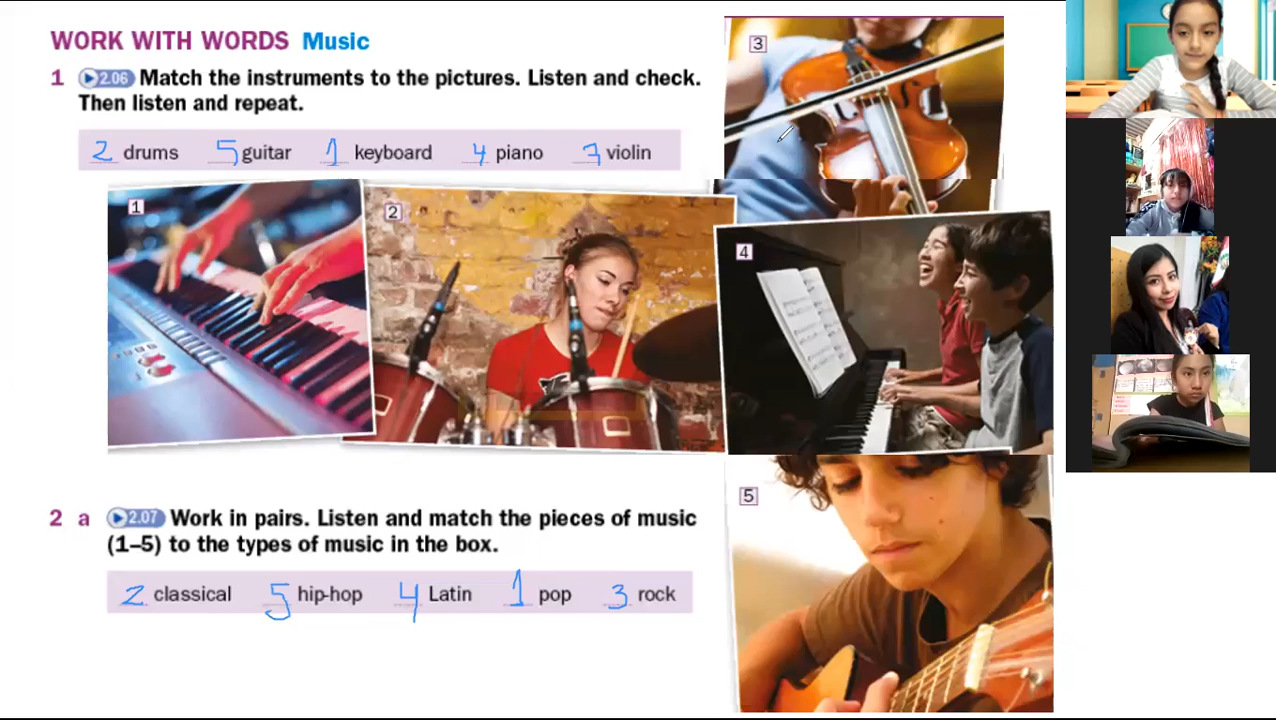 WORK WITH WORDS Music
1 2.06 Match the instruments to the pictures. Listen and check.
Then listen and repeat.
2 drums 5 guitar 1 keyboard 4 piano 3 violin
3
1
2
4
2 a 2.07 Work in pairs. Listen and match the pieces of music
(1–5) to the types of music in the box.
2 classical 5 hip-hop 4 Latin 1 pop 3 rock
5